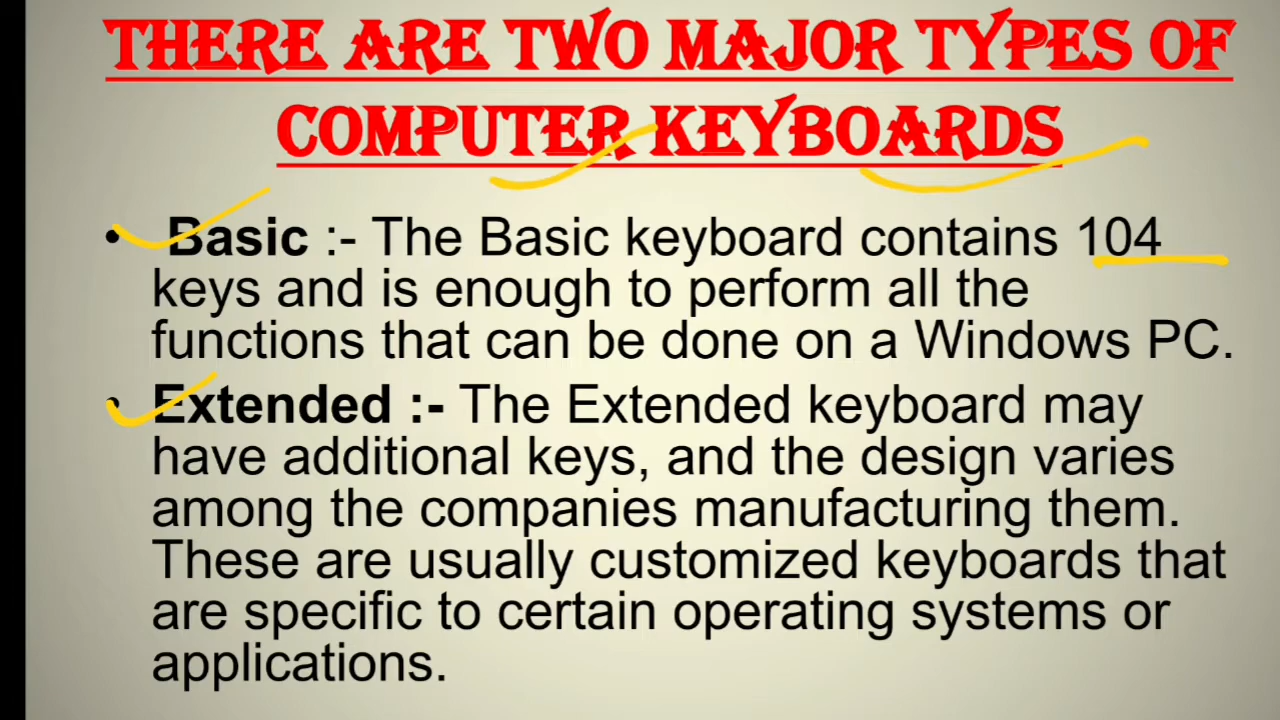 THERE ARE TWO MAJOR TYPES OF
COMPUTER KEYBOARDS
• Basic :- The Basic keyboard contains 104
keys and is enough to perform all the
functions that can be done on a Windows PC.
• Extended :- The Extended keyboard may
have additional keys, and the design varies
among the companies manufacturing them.
These are usually customized keyboards that
are specific to certain operating systems or
applications.